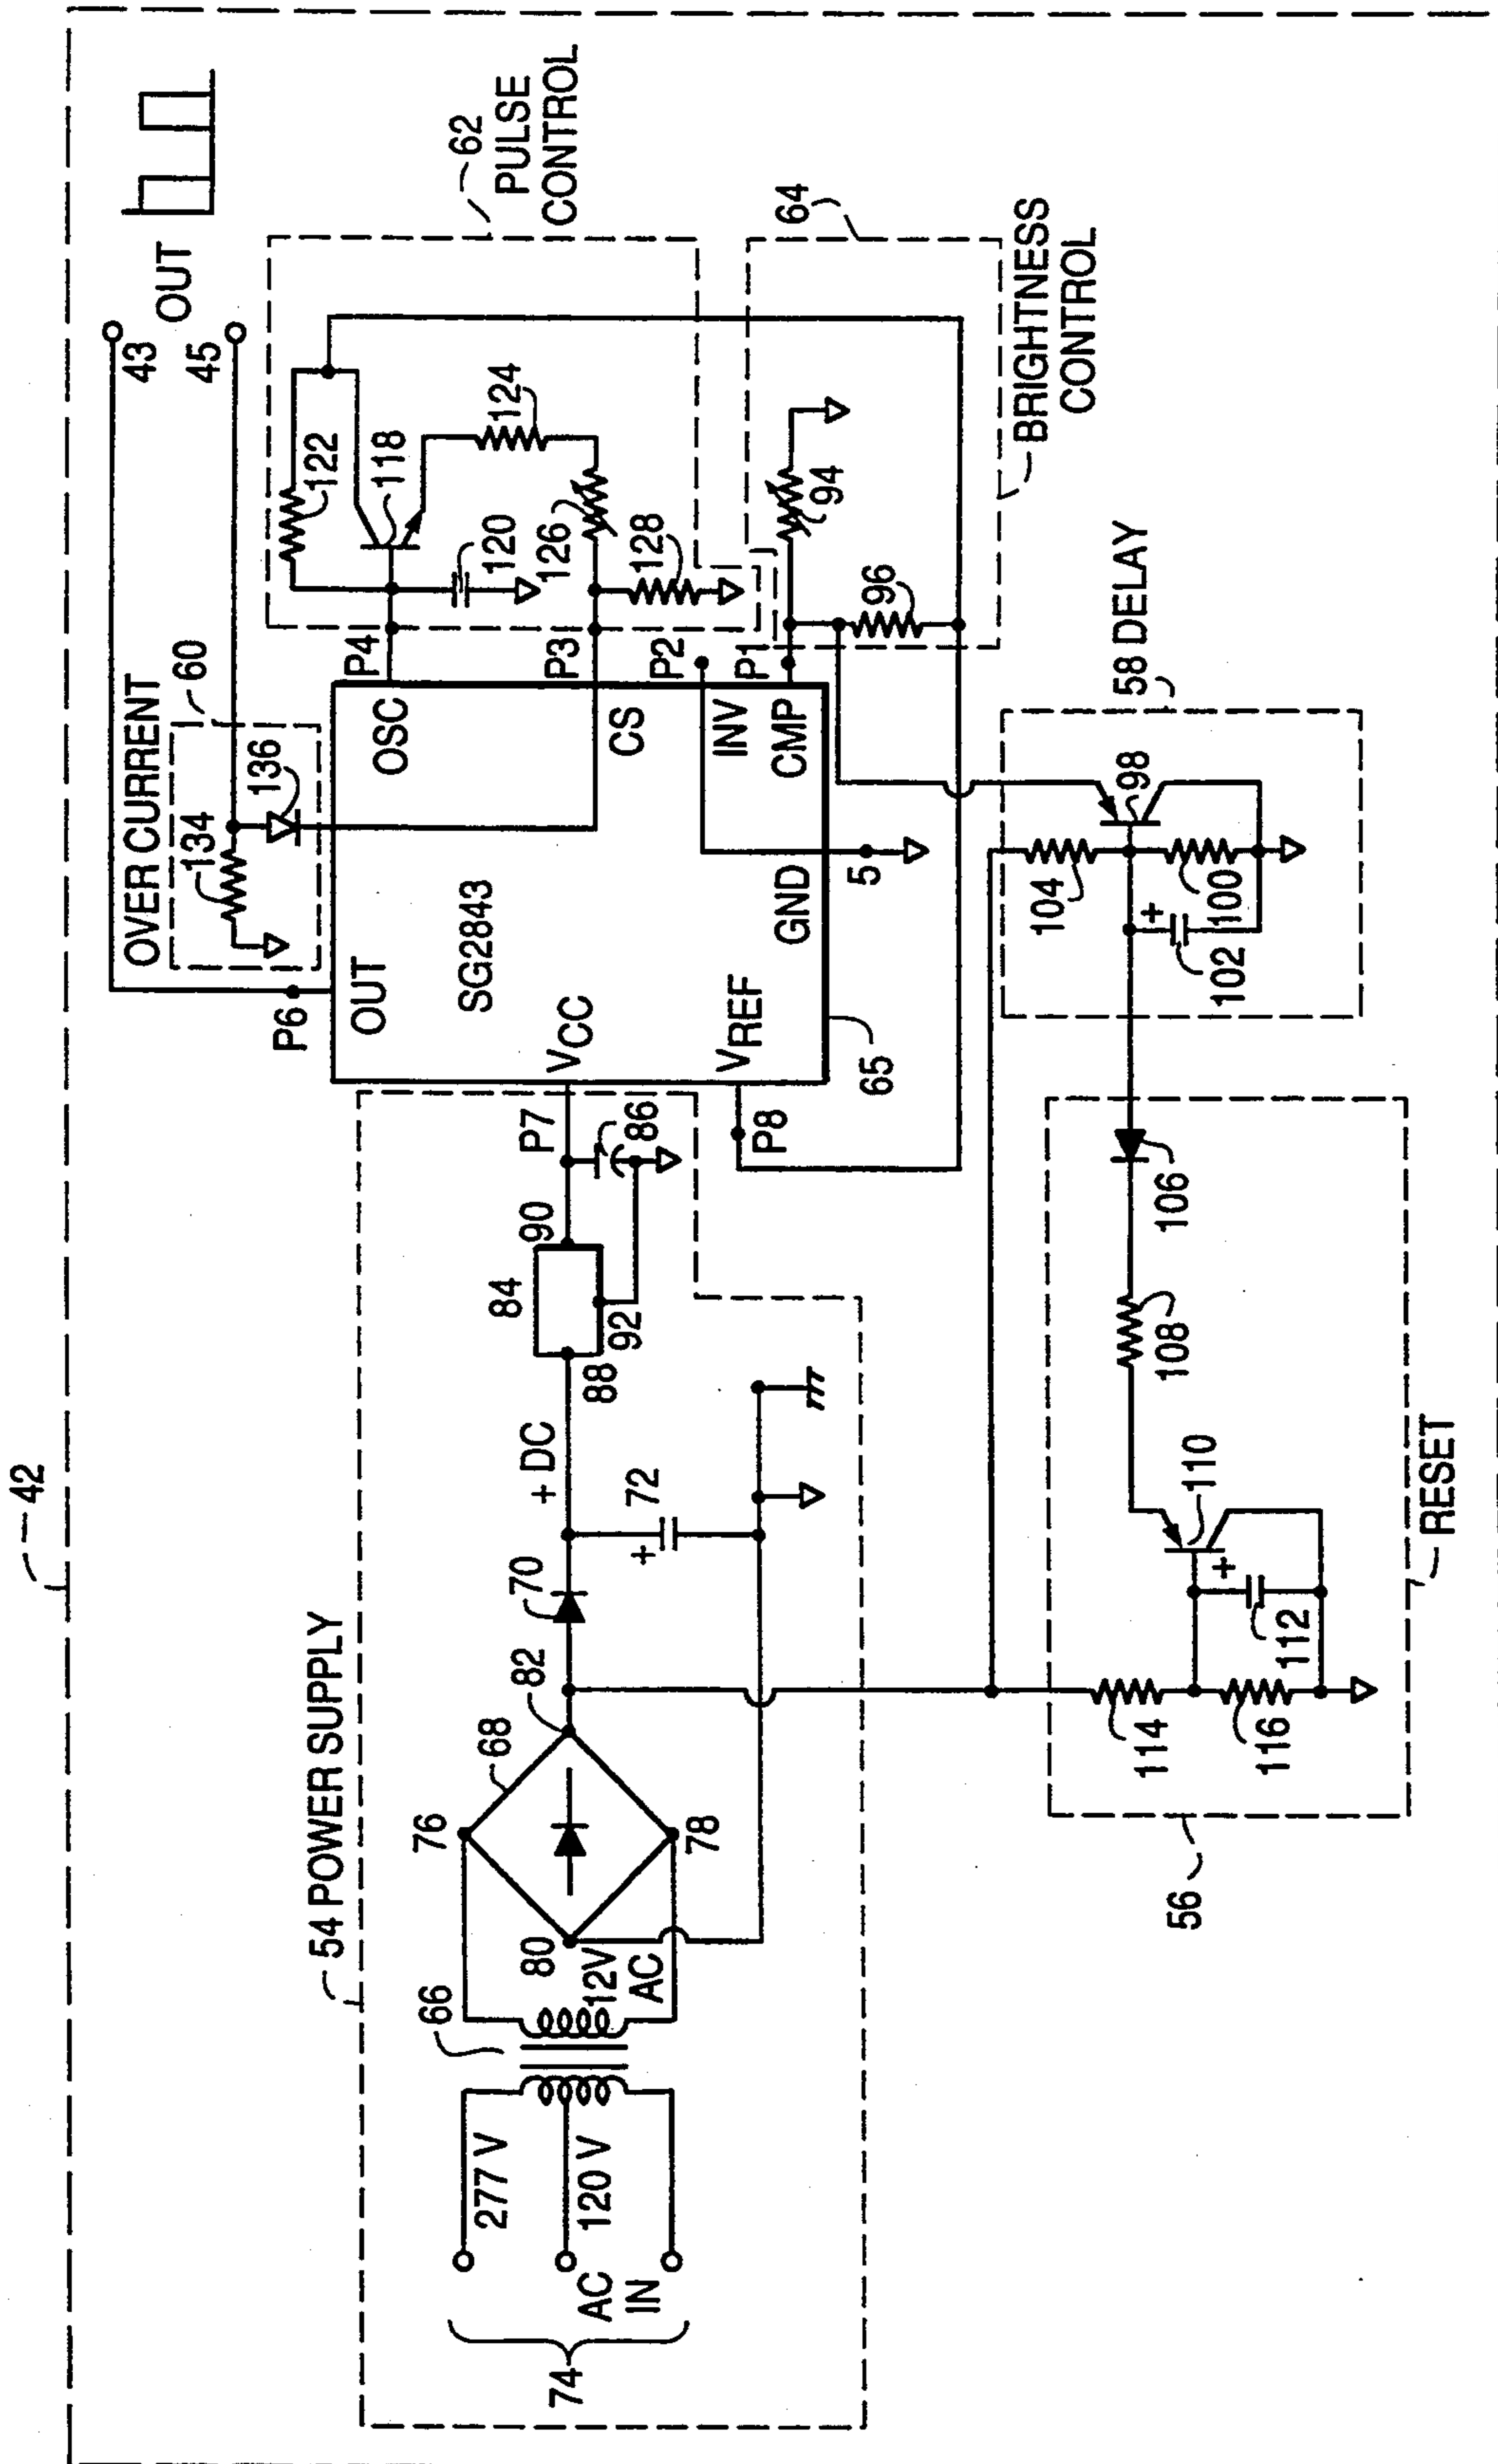 42
54 POWER SUPPLY
277 V
120 V
AC
IN
74
66
12V
AC
76
78
80
82
68
70
+ DC
+
72
84
88
90
92
86
P7
P8
VCC
VREF
65
SG2843
OUT
OSC
CS
INV
CMP
GND
5
P6
P4
P3
P2
P1
OVER CURRENT
60
134
136
43
45
OUT
62
PULSE
CONTROL
122
118
120
124
126
128
64
94
96
BRIGHTNESS
CONTROL
58 DELAY
98
104
100
+
102
106
108
110
+
112
114
116
RESET
56